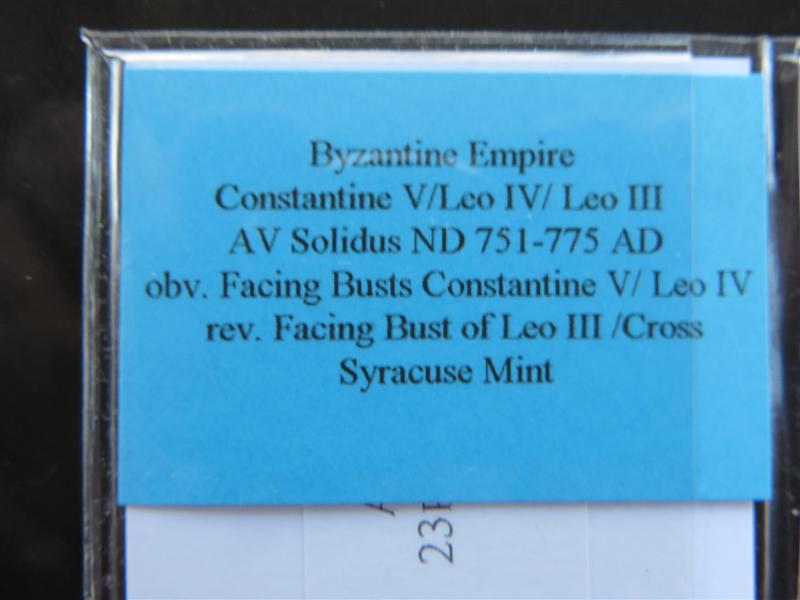 Byzantine Empire
Constantine V/Leo IV/ Leo III
AV Solidus ND 751-775 AD
obv. Facing Busts Constantine V/ Leo IV
rev. Facing Bust of Leo III /Cross
Syracuse Mint